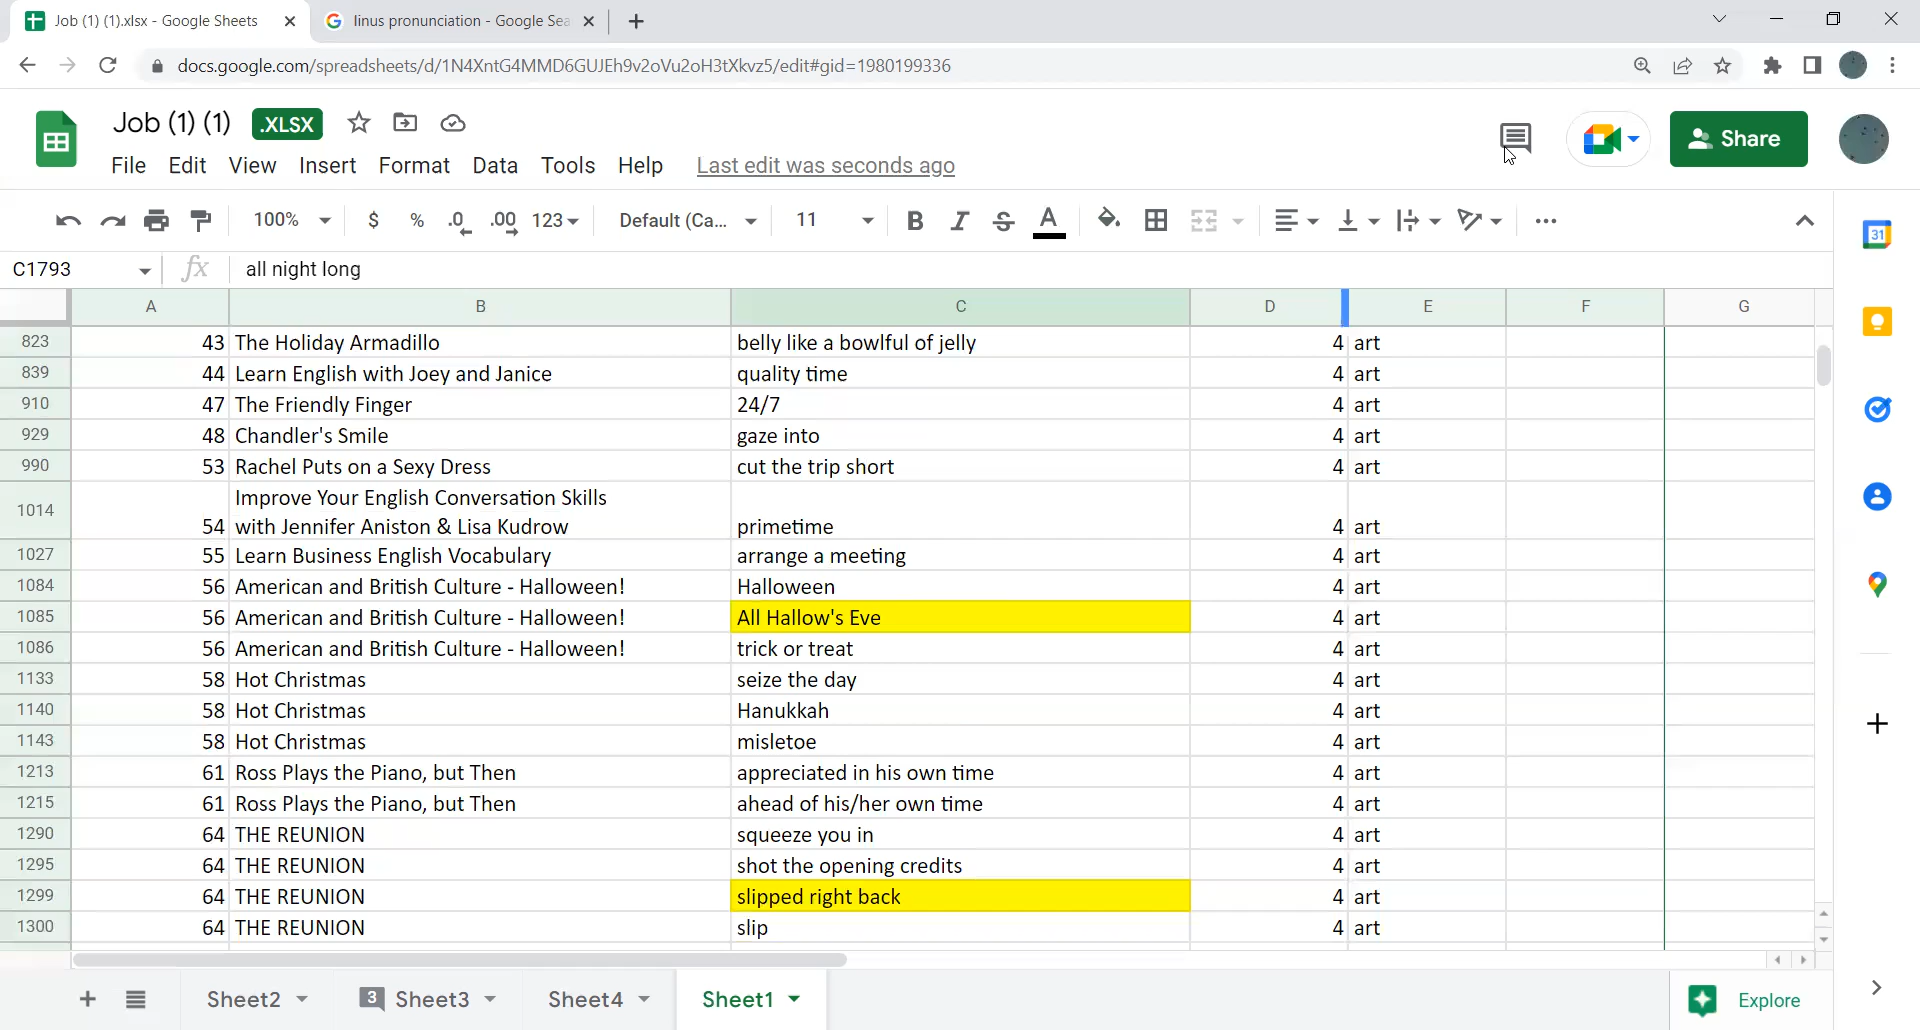 Job (1) (1).xlsx - Google Sheets
linus pronunciation - Google Sea
docs.google.com/spreadsheets/d/1N4XntG4MMD6GUJEh9v2oVu2oH3tXkvz5/edit#gid=1980199336
Job (1) (1) .XLSX
Share
File Edit View Insert Format Data Tools Help Last edit was seconds ago
100% $ % .0 .00 123 Default (Ca... 11 B I S A
31
C1793 fx all night long
A B C D E F G
823 43 The Holiday Armadillo belly like a bowlful of jelly 4 art
839 44 Learn English with Joey and Janice quality time 4 art
910 47 The Friendly Finger 24/7 4 art
929 48 Chandler's Smile gaze into 4 art
990 53 Rachel Puts on a Sexy Dress cut the trip short 4 art
Improve Your English Conversation Skills
1014 54 with Jennifer Aniston & Lisa Kudrow primetime 4 art
1027 55 Learn Business English Vocabulary arrange a meeting 4 art
1084 56 American and British Culture - Halloween! Halloween 4 art
1085 56 American and British Culture - Halloween! All Hallow's Eve 4 art
1086 56 American and British Culture - Halloween! trick or treat 4 art
1133 58 Hot Christmas seize the day 4 art
1140 58 Hot Christmas Hanukkah 4 art
1143 58 Hot Christmas misletoe 4 art
1213 61 Ross Plays the Piano, but Then appreciated in his own time 4 art
1215 61 Ross Plays the Piano, but Then ahead of his/her own time 4 art
1290 64 THE REUNION squeeze you in 4 art
1295 64 THE REUNION shot the opening credits 4 art
1299 64 THE REUNION slipped right back 4 art
1300 64 THE REUNION slip 4 art
Sheet2 3 Sheet3 Sheet4 Sheet1 Explore